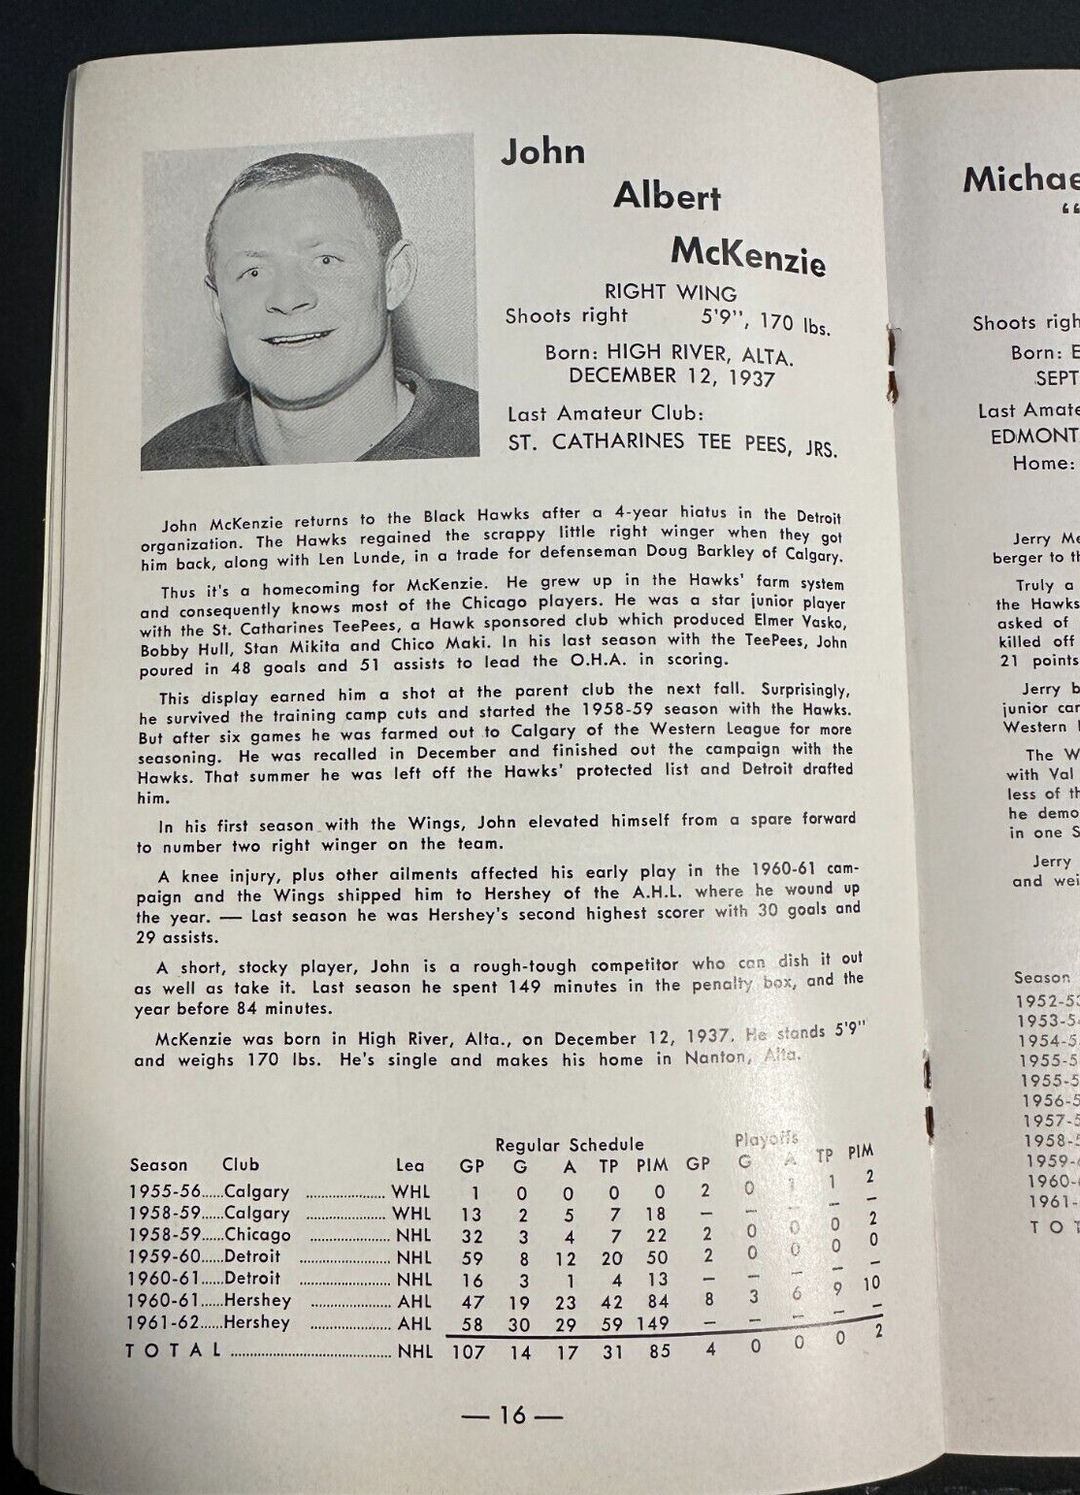 John
Albert
McKenzie
RIGHT WING
Shoots right 5'9", 170 lbs.
Born: HIGH RIVER, ALTA.
DECEMBER 12, 1937
Last Amateur Club:
ST. CATHARINES TEE PEES, JRS.
John McKenzie returns to the Black Hawks after a 4-year hiatus in the Detroit
organization. The Hawks regained the scrappy little right winger when they got
him back, along with Len Lunde, in a trade for defenseman Doug Barkley of Calgary.
Thus it's a homecoming for McKenzie. He grew up in the Hawks' farm system
and consequently knows most of the Chicago players. He was a star junior player
with the St. Catharines TeePees, a Hawk sponsored club which produced Elmer Vasko,
Bobby Hull, Stan Mikita and Chico Maki. In his last season with the TeePees, John
poured in 48 goals and 51 assists to lead the O.H.A. in scoring.
This display earned him a shot at the parent club the next fall. Surprisingly,
he survived the training camp cuts and started the 1958-59 season with the Hawks.
But after six games he was farmed out to Calgary of the Western League for more
seasoning. He was recalled in December and finished out the campaign with the
Hawks. That summer he was left off the Hawks' protected list and Detroit drafted
him.
In his first season with the Wings, John elevated himself from a spare forward
to number two right winger on the team.
A knee injury, plus other ailments affected his early play in the 1960-61 cam-
paign and the Wings shipped him to Hershey of the A.H.L. where he wound up
the year. — Last season he was Hershey's second highest scorer with 30 goals and
29 assists.
A short, stocky player, John is a rough-tough competitor who can dish it out
as well as take it. Last season he spent 149 minutes in the penalty box, and the
year before 84 minutes.
McKenzie was born in High River, Alta., on December 12, 1937. He stands 5'9"
and weighs 170 lbs. He's single and makes his home in Nanton, Alta.
Regular Schedule Playoffs
Season Club Lea GP G A TP PIM GP G A TP PIM
1955-56......Calgary ..................... WHL 1 0 0 0 0 2 0 1 1 2
1958-59......Calgary ..................... WHL 13 2 5 7 18 — — — — —
1958-59......Chicago ..................... NHL 32 3 4 7 22 2 0 0 0 2
1959-60......Detroit ....................... NHL 59 8 12 20 50 2 0 0 0 0
1960-61......Detroit ....................... NHL 16 3 1 4 13 — — — — —
1960-61......Hershey ..................... AHL 47 19 23 42 84 8 3 6 9 10
1961-62......Hershey ..................... AHL 58 30 29 59 149 — — — — —
TOTAL .......................................... NHL 107 14 17 31 85 4 0 0 0 2
— 16 —
Michae
“
Shoots righ
Born: E
SEPT
Last Amate
EDMONT
Home:
Jerry Me
berger to th
Truly a
the Hawks
asked of
killed off
21 points
Jerry b
junior car
Western
The W
with Val
less of th
he demo
in one S
Jerry
and wei
Season
1952-53
1953-5
1954-5
1955-5
1955-5
1956-5
1957-5
1958-
1959-
1960-
1961-
TOT